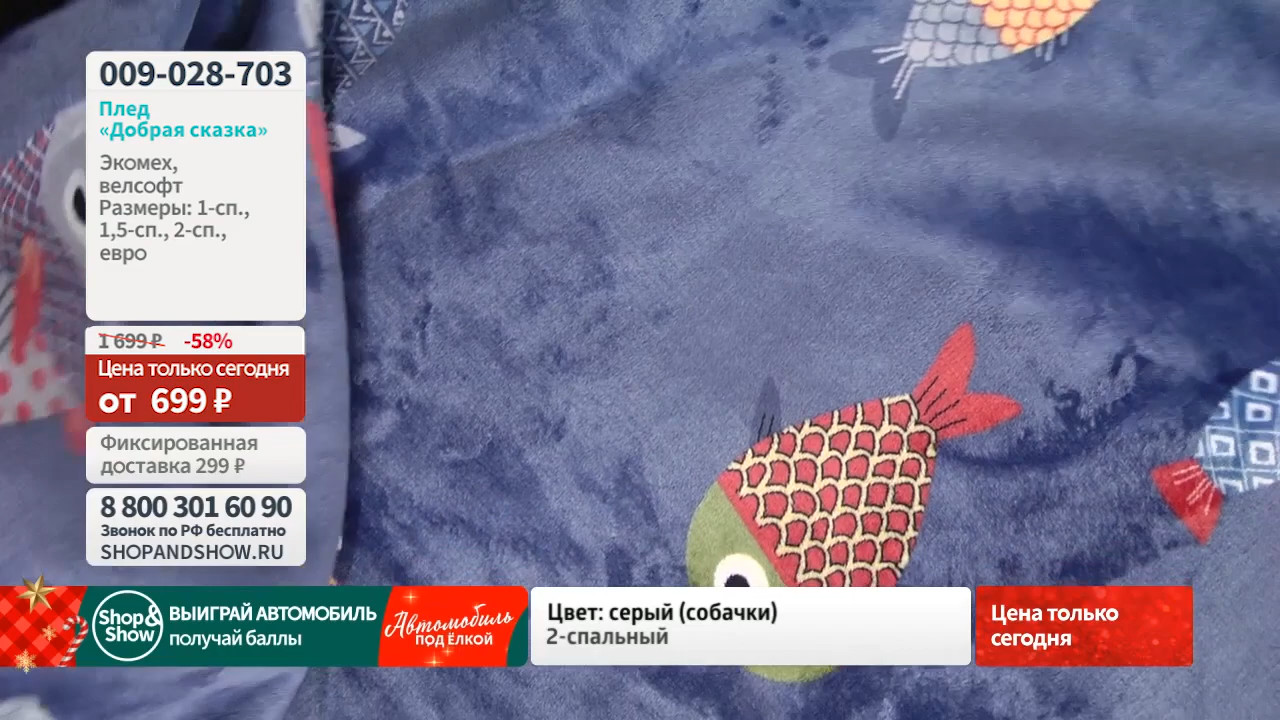 009-028-703
Плед
«Добрая сказка»
Экомех,
велсофт
Размеры: 1-сп.,
1,5-сп., 2-сп.,
евро
1 699 ₽ -58%
Цена только сегодня
от 699 ₽
Фиксированная
доставка 299 ₽
8 800 301 60 90
Звонок по РФ бесплатно
SHOPANDSHOW.RU
Shop&
Show
ВЫИГРАЙ АВТОМОБИЛЬ
получай баллы
Автомобиль
ПОД ЁЛКОЙ
Цвет: серый (собачки)
2-спальный
Цена только
сегодня